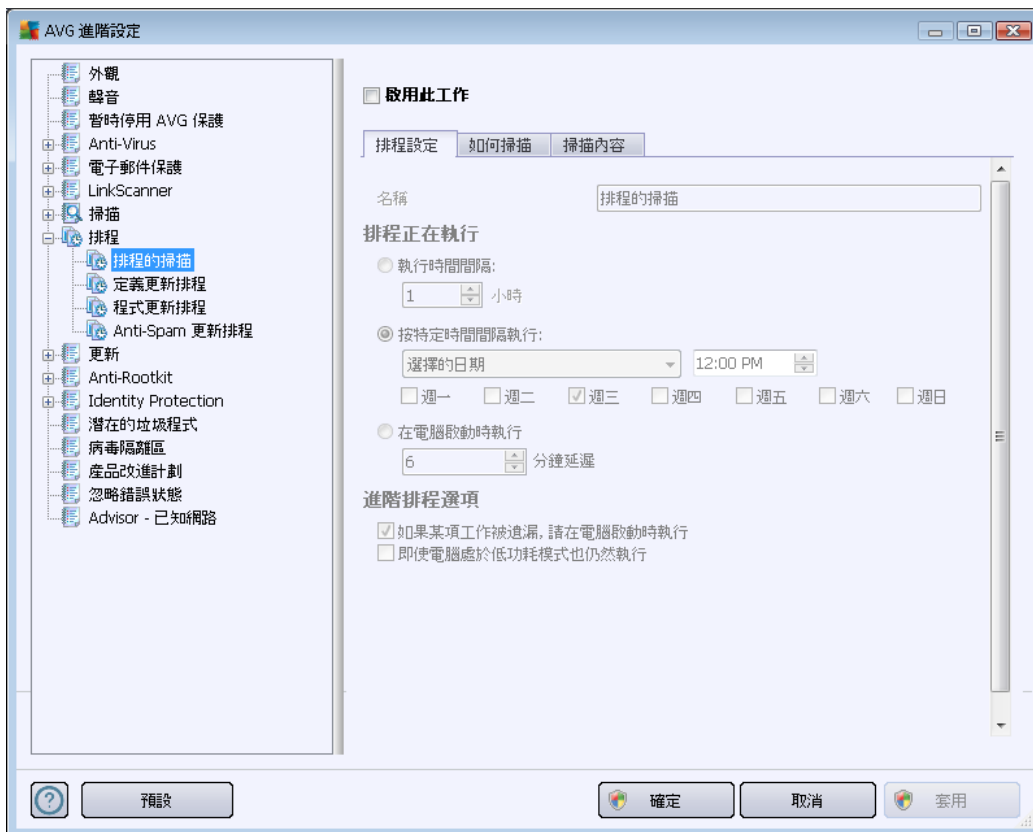 AVG 進階設定
外觀
聲音
暫時停用 AVG 保護
Anti-Virus
電子郵件保護
LinkScanner
掃描
排程
排程的掃描
定義更新排程
程式更新排程
Anti-Spam 更新排程
更新
Anti-Rootkit
Identity Protection
潛在的垃圾程式
病毒隔離區
產品改進計劃
忽略錯誤狀態
Advisor - 已知網路
啟用此工作
排程設定 如何掃描 掃描內容
名稱 排程的掃描
排程正在執行
執行時間間隔:
1 小時
按特定時間間隔執行:
選擇的日期 12:00 PM
週一 週二 週三 週四 週五 週六 週日
在電腦啟動時執行
6 分鐘延遲
進階排程選項
如果某項工作被遺漏, 請在電腦啟動時執行
即使電腦處於低功耗模式也仍然執行
? 預設 確定 取消 套用